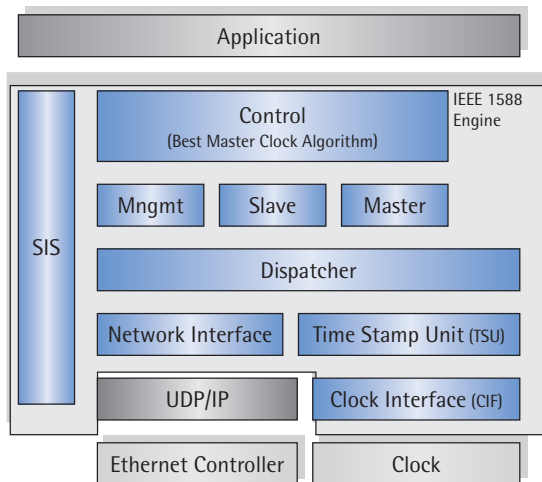 Application
IEEE 1588
Engine
Control
(Best Master Clock Algorithm)
Mngmt
Slave
Master
SIS
Dispatcher
Network Interface
Time Stamp Unit (TSU)
UDP/IP
Clock Interface (CIF)
Ethernet Controller
Clock